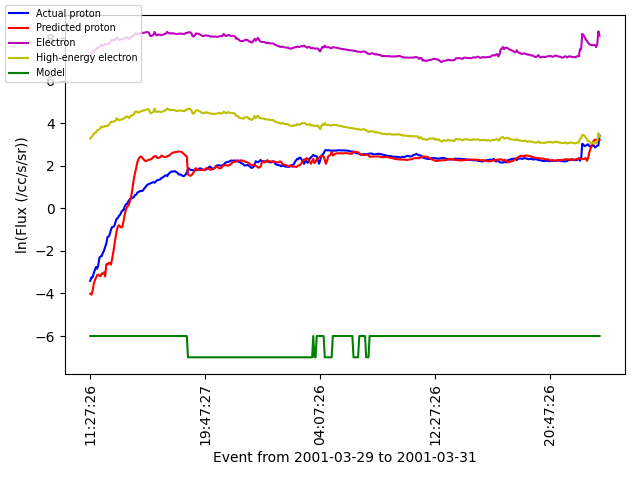 Actual proton
Predicted proton
Electron
High-energy electron
Model
8
6
4
2
0
−2
−4
−6
ln(Flux (/cc/s/sr))
11:27:26
19:47:27
04:07:26
12:27:26
20:47:26
Event from 2001-03-29 to 2001-03-31